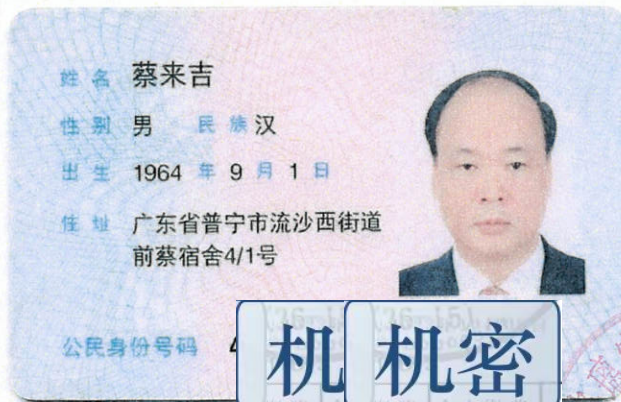 姓名 蔡来吉
性别 男 民族 汉
出生 1964 年 9 月 1 日
住址 广东省普宁市流沙西街道
前蔡宿舍4/1号
公民身份号码
机 机密